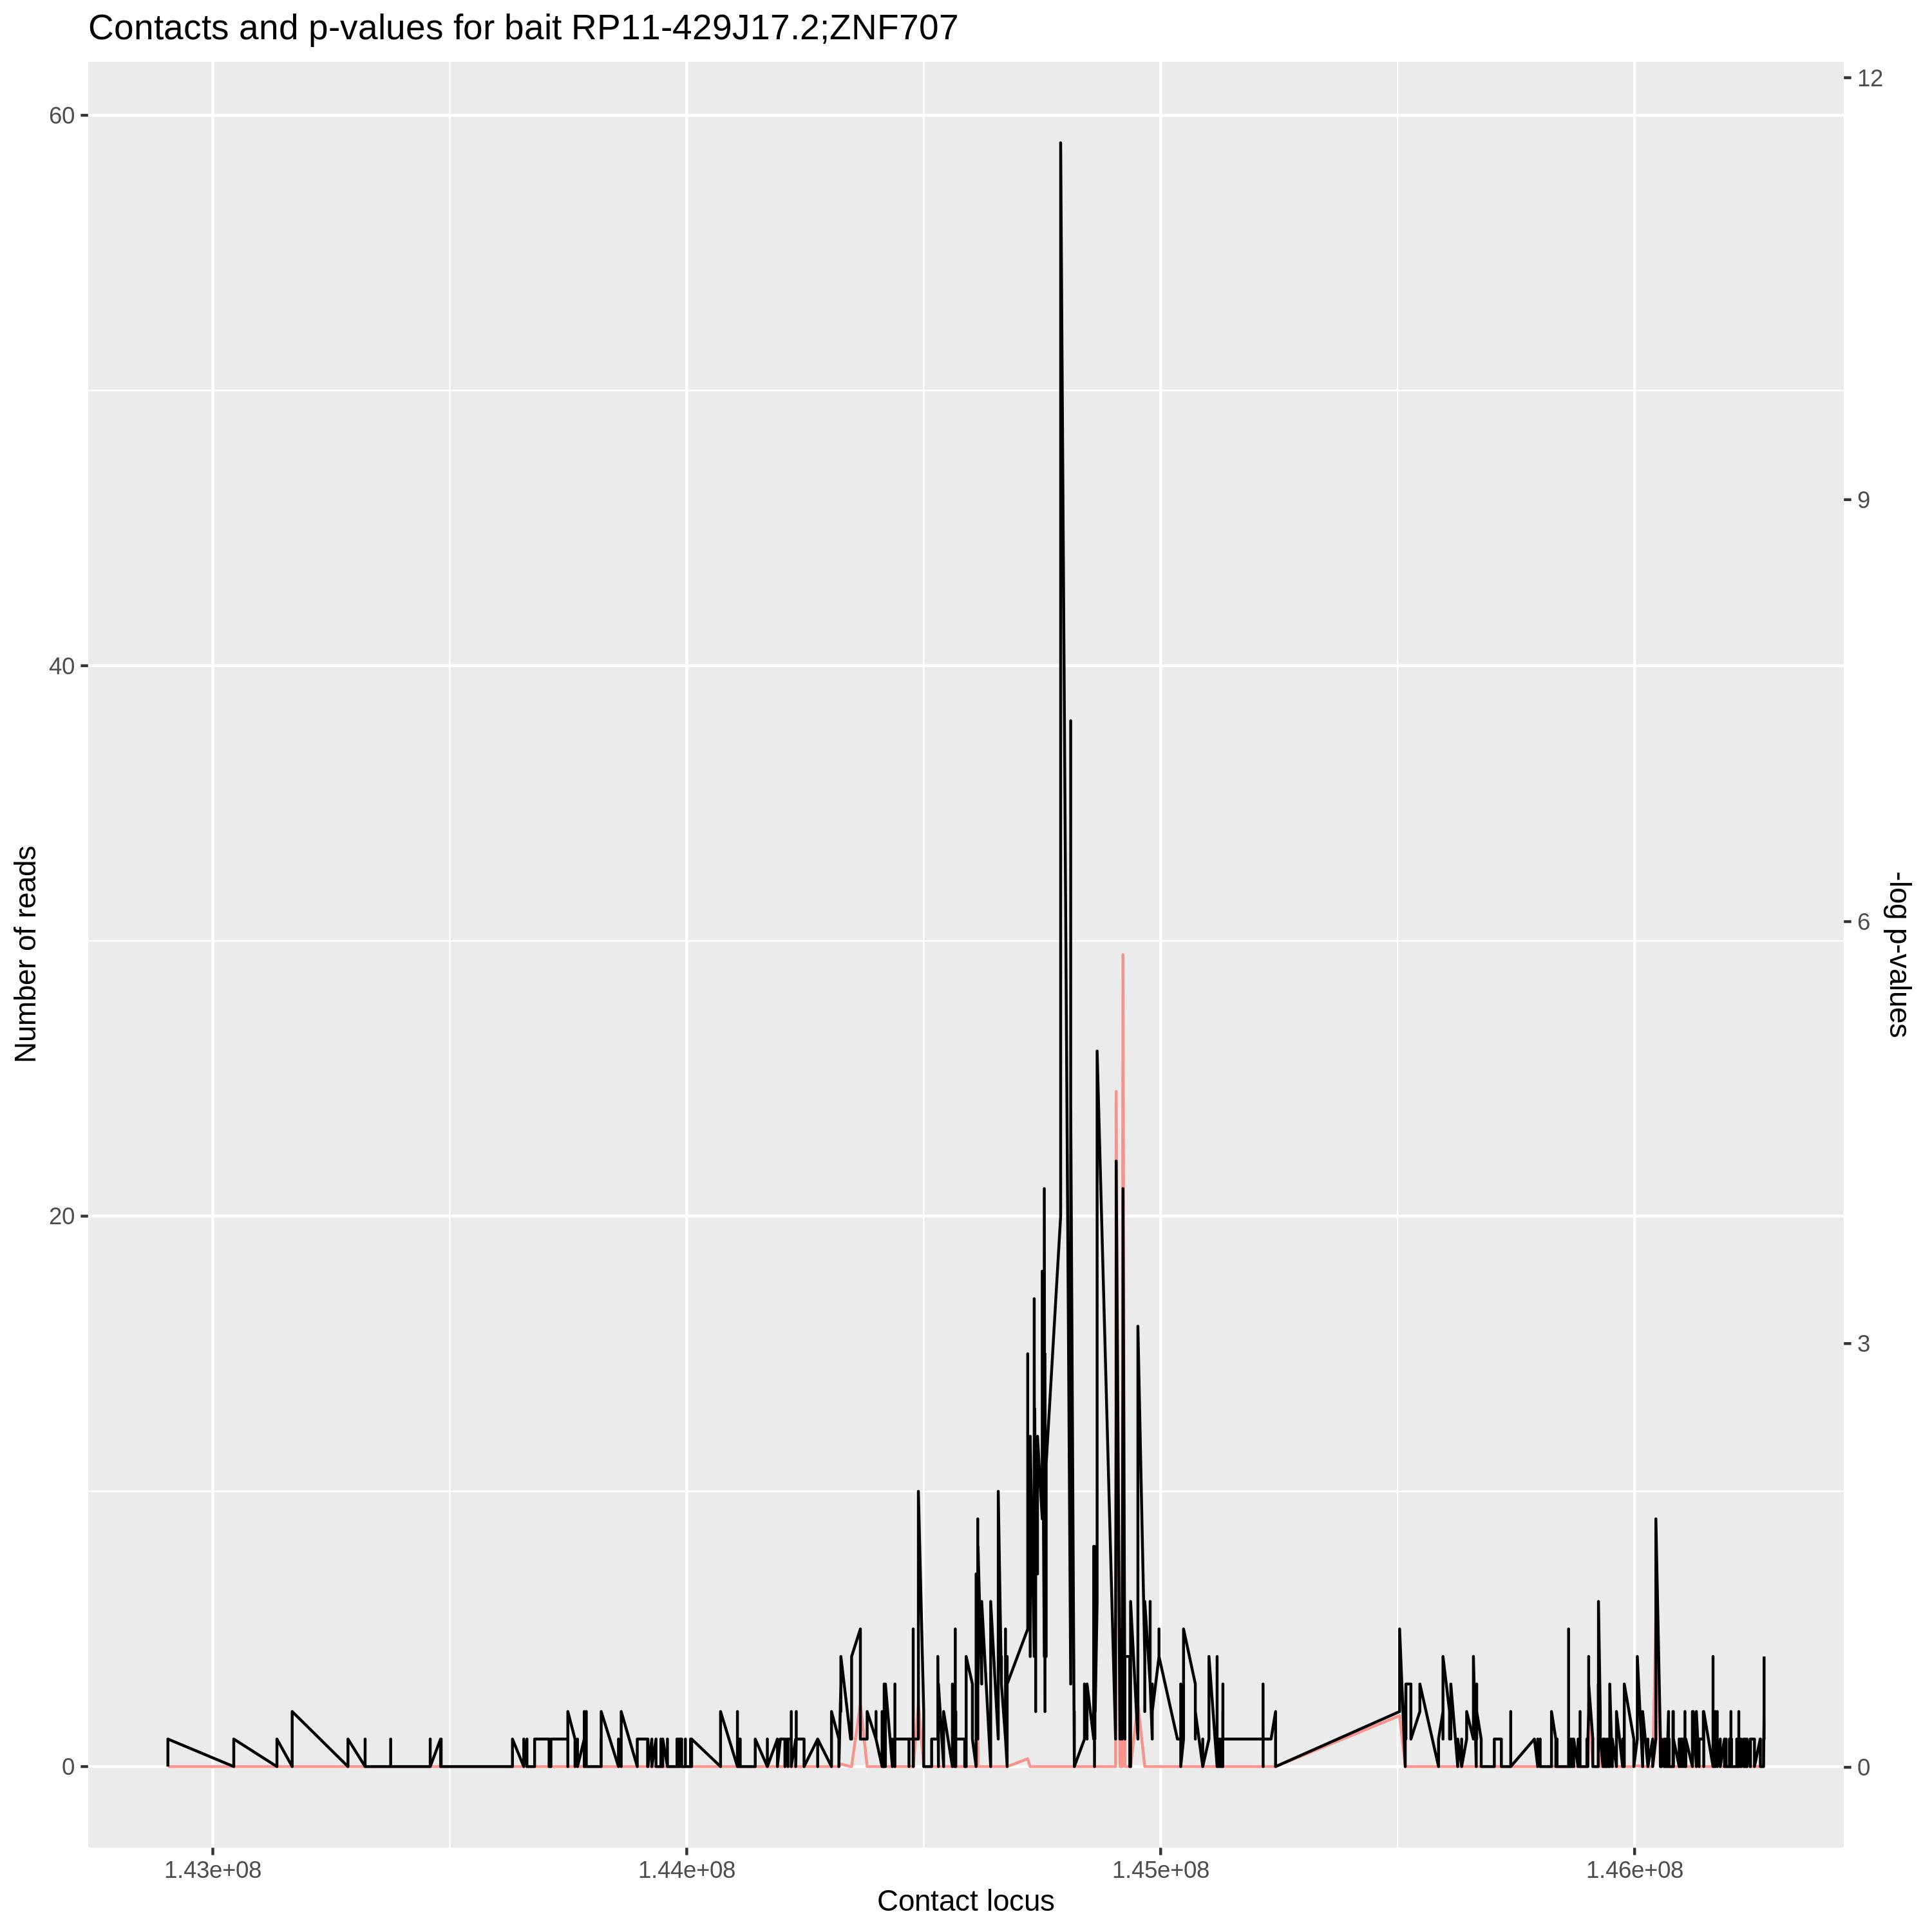 Contacts and p-values for bait RP11-429J17.2;ZNF707
60
40
20
0
Number of reads
12
9
6
3
0
-log p-values
1.43e+08
1.44e+08
1.45e+08
1.46e+08
Contact locus